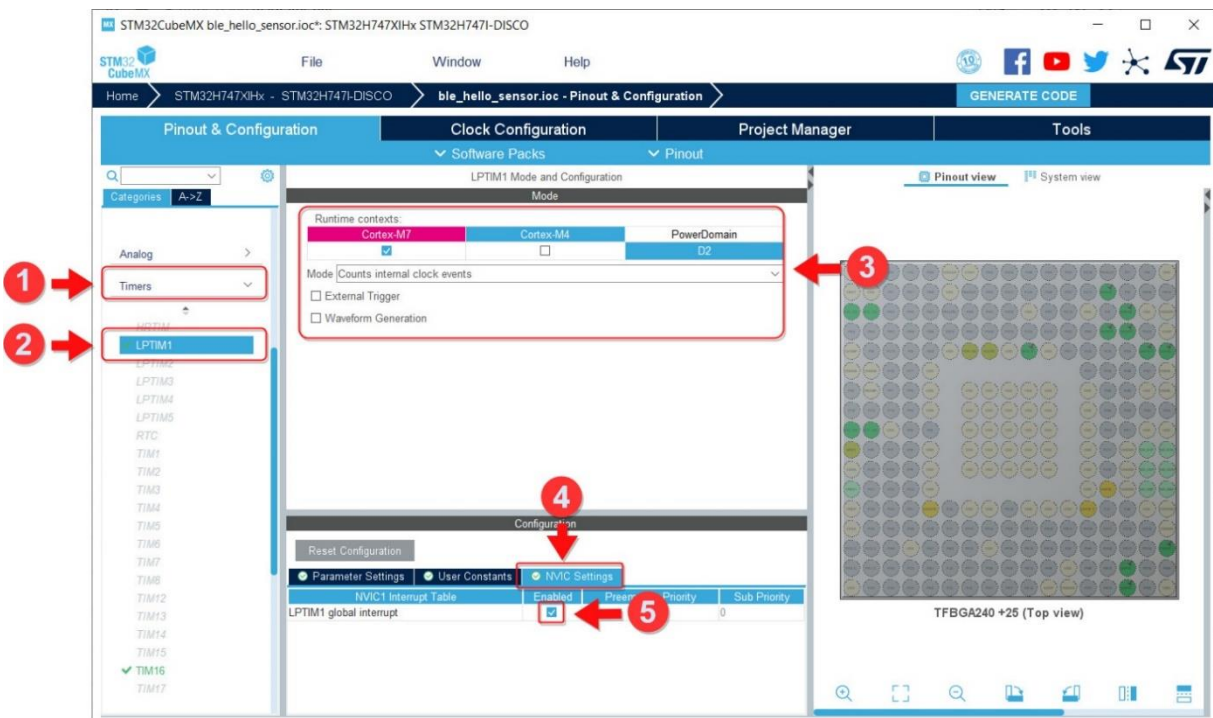 MX STM32CubeMX ble_hello_sensor.ioc*: STM32H747XIHx STM32H747I-DISCO
STM32
CubeMX
File Window Help
10
Home STM32H747XIHx - STM32H747I-DISCO ble_hello_sensor.ioc - Pinout & Configuration GENERATE CODE
Pinout & Configuration Clock Configuration Project Manager Tools
Software Packs Pinout
LPTIM1 Mode and Configuration
Pinout view System view
Categories A->Z
Mode
Runtime contexts:
Cortex-M7 Cortex-M4 PowerDomain
D2
Mode Counts internal clock events
External Trigger
Waveform Generation
1
2
3
Analog
Timers
HRTIM
LPTIM1
LPTIM2
LPTIM3
LPTIM4
LPTIM5
RTC
TIM1
TIM2
TIM3
TIM4
TIM5
TIM6
TIM7
TIM8
TIM12
TIM13
TIM14
TIM15
TIM16
TIM17
4
Configuration
Reset Configuration
Parameter Settings User Constants NVIC Settings
NVIC1 Interrupt Table Enabled Priority Sub Priority
LPTIM1 global interrupt 0
5
TFBGA240 +25 (Top view)